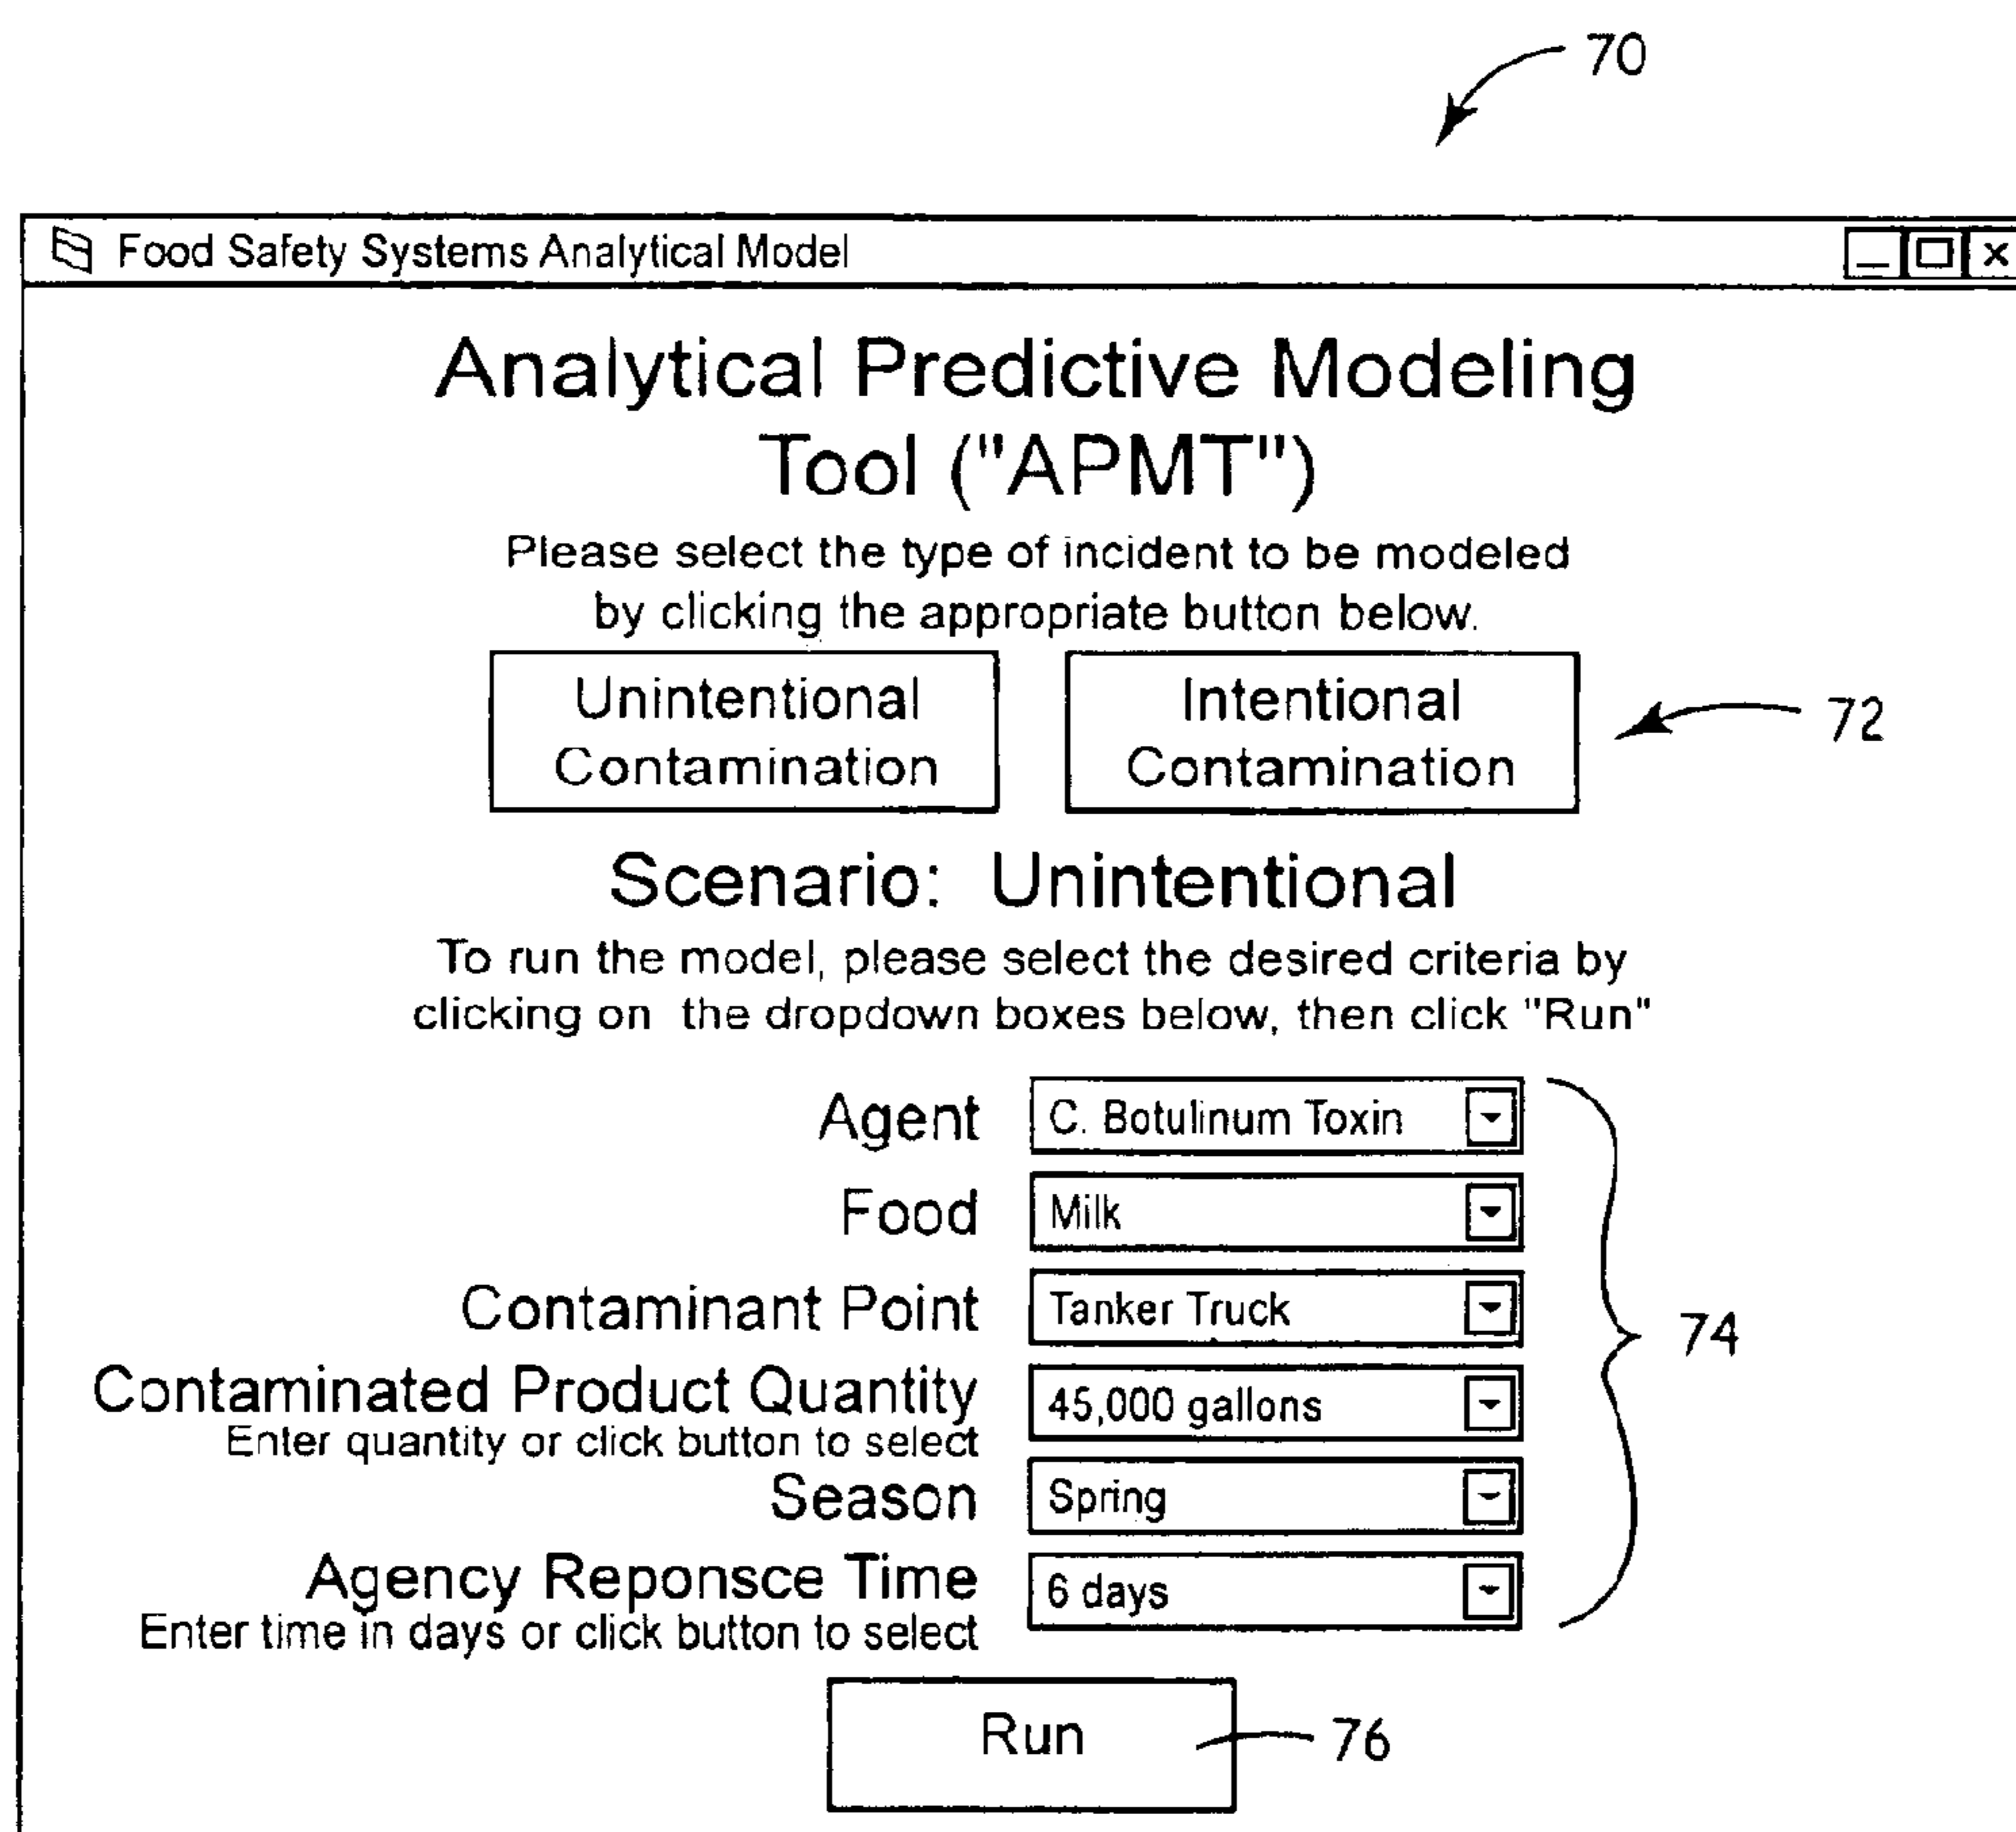 70
Food Safety Systems Analytical Model
Analytical Predictive Modeling
Tool ("APMT")
Please select the type of incident to be modeled
by clicking the appropriate button below.
Unintentional
Contamination
Intentional
Contamination
72
Scenario: Unintentional
To run the model, please select the desired criteria by
clicking on the dropdown boxes below, then click "Run"
Agent C. Botulinum Toxin
Food Milk
Contaminant Point Tanker Truck
74
Contaminated Product Quantity 45,000 gallons
Enter quantity or click button to select
Season Spring
Agency Reponsce Time 6 days
Enter time in days or click button to select
Run 76